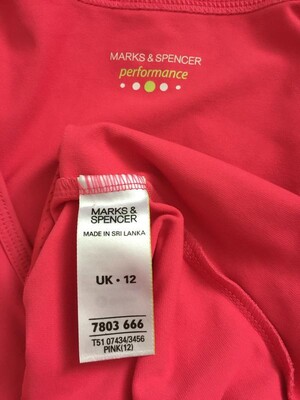 MARKS & SPENCER
performance
MARKS &
SPENCER
MADE IN SRI LANKA
UK • 12
7803 666
T51 07434/3456
PINK(12)